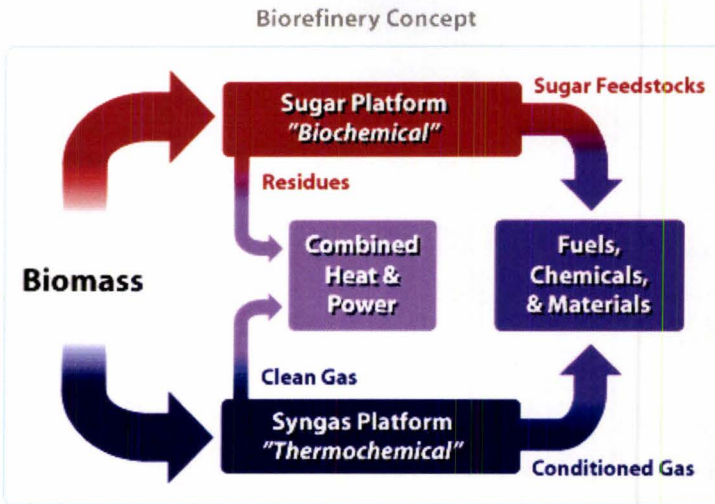 Biorefinery Concept
Sugar Feedstocks
Sugar Platform
"Biochemical"
Residues
Combined
Heat &
Power
Fuels,
Chemicals,
& Materials
Biomass
Clean Gas
Syngas Platform
"Thermochemical"
Conditioned Gas